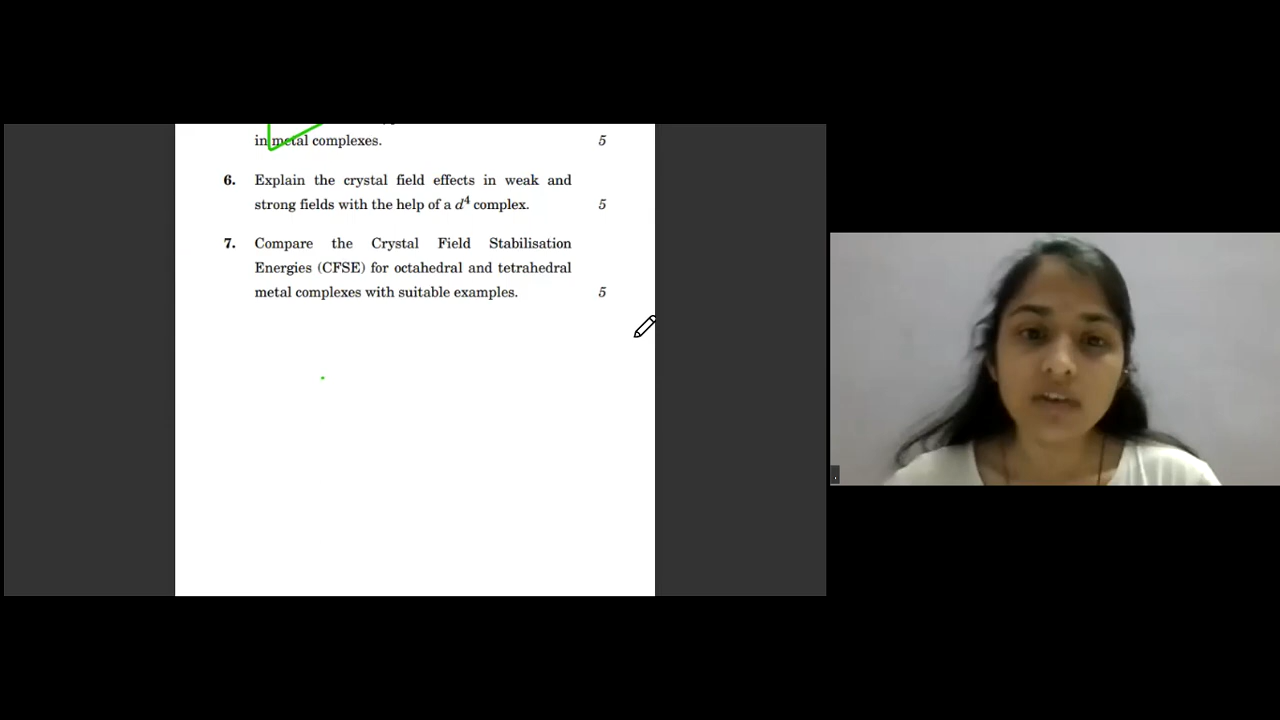 in metal complexes. 5
6. Explain the crystal field effects in weak and
strong fields with the help of a d⁴ complex. 5
7. Compare the Crystal Field Stabilisation
Energies (CFSE) for octahedral and tetrahedral
metal complexes with suitable examples. 5